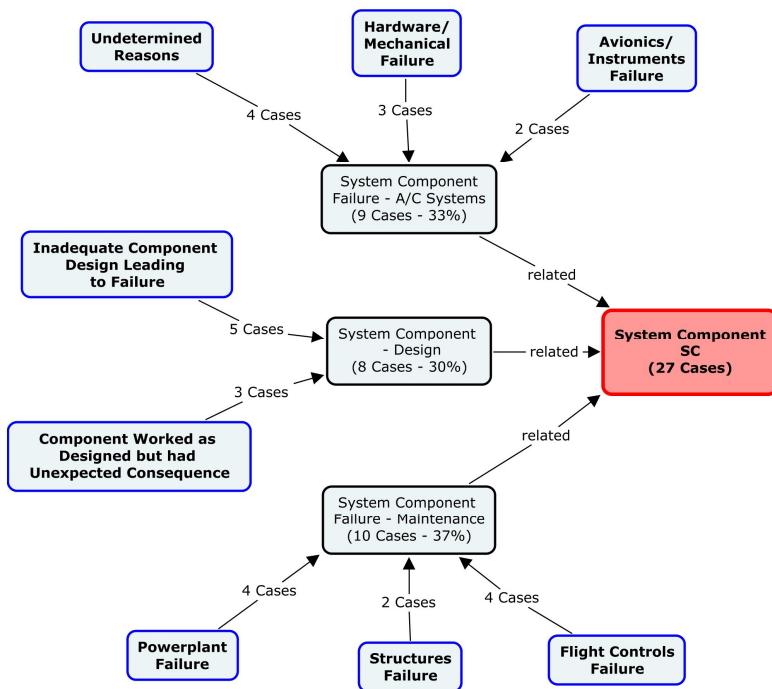 Undetermined
Reasons
Hardware/
Mechanical
Failure
Avionics/
Instruments
Failure
4 Cases
3 Cases
2 Cases
System Component
Failure - A/C Systems
(9 Cases - 33%)
Inadequate Component
Design Leading
to Failure
related
5 Cases
System Component
- Design
(8 Cases - 30%)
related
System Component
SC
(27 Cases)
3 Cases
Component Worked as
Designed but had
Unexpected Consequence
related
System Component
Failure - Maintenance
(10 Cases - 37%)
4 Cases
2 Cases
4 Cases
Powerplant
Failure
Structures
Failure
Flight Controls
Failure